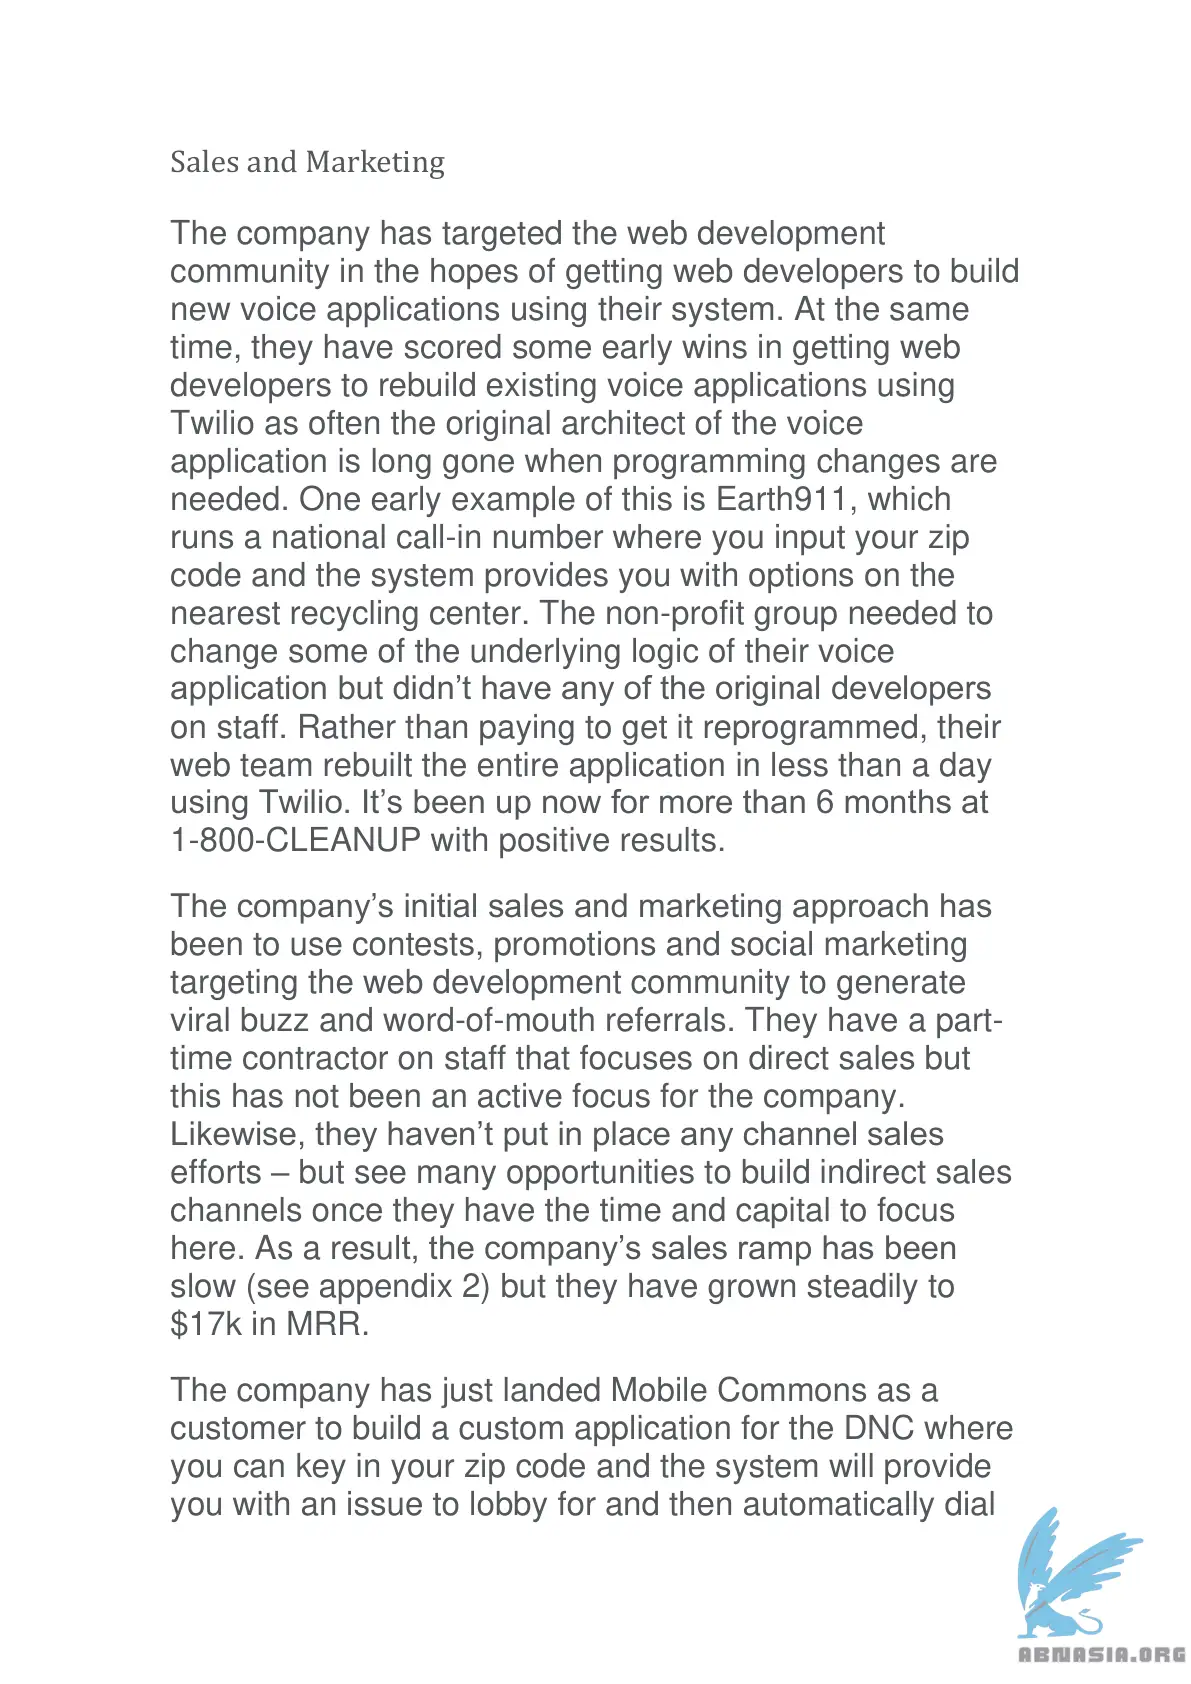 Sales and Marketing
The company has targeted the web development
community in the hopes of getting web developers to build
new voice applications using their system. At the same
time, they have scored some early wins in getting web
developers to rebuild existing voice applications using
Twilio as often the original architect of the voice
application is long gone when programming changes are
needed. One early example of this is Earth911, which
runs a national call-in number where you input your zip
code and the system provides you with options on the
nearest recycling center. The non-profit group needed to
change some of the underlying logic of their voice
application but didn’t have any of the original developers
on staff. Rather than paying to get it reprogrammed, their
web team rebuilt the entire application in less than a day
using Twilio. It’s been up now for more than 6 months at
1-800-CLEANUP with positive results.
The company’s initial sales and marketing approach has
been to use contests, promotions and social marketing
targeting the web development community to generate
viral buzz and word-of-mouth referrals. They have a part-
time contractor on staff that focuses on direct sales but
this has not been an active focus for the company.
Likewise, they haven’t put in place any channel sales
efforts – but see many opportunities to build indirect sales
channels once they have the time and capital to focus
here. As a result, the company’s sales ramp has been
slow (see appendix 2) but they have grown steadily to
$17k in MRR.
The company has just landed Mobile Commons as a
customer to build a custom application for the DNC where
you can key in your zip code and the system will provide
you with an issue to lobby for and then automatically dial
ABNASIA.ORG